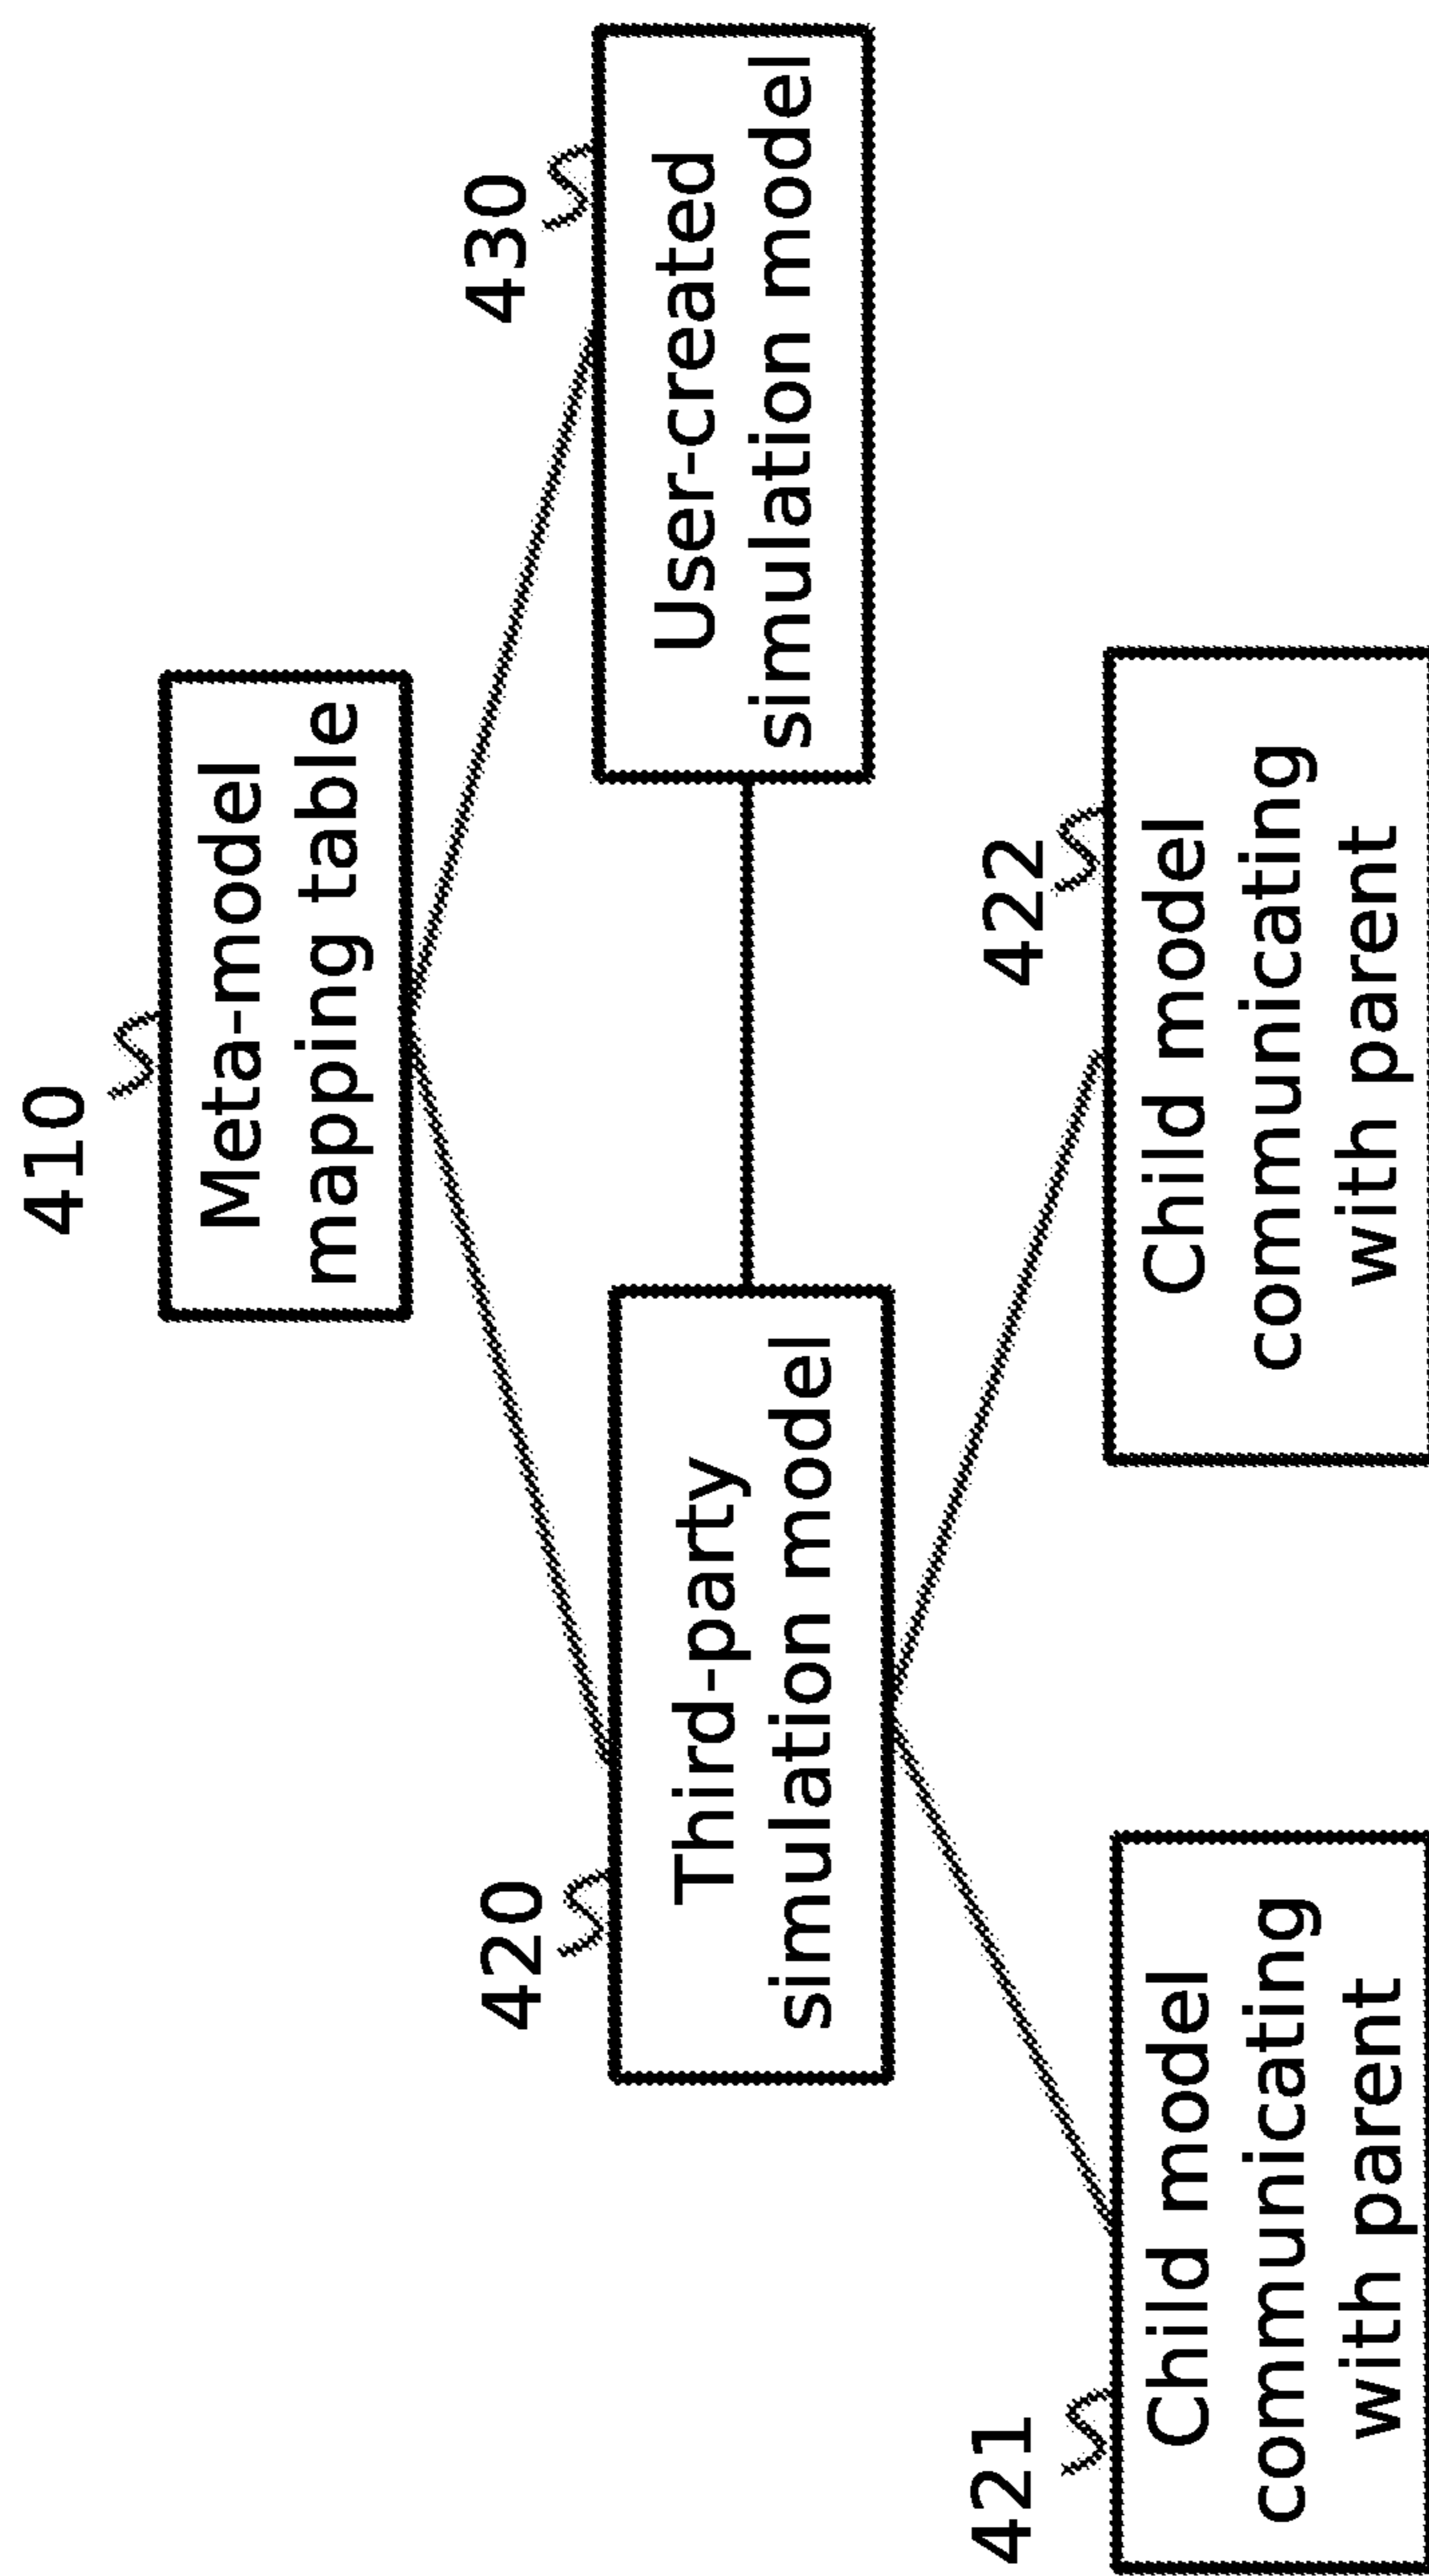 410
Meta-model
mapping table
420
Third-party
simulation model
430
User-created
simulation model
421
Child model
communicating
with parent
422
Child model
communicating
with parent